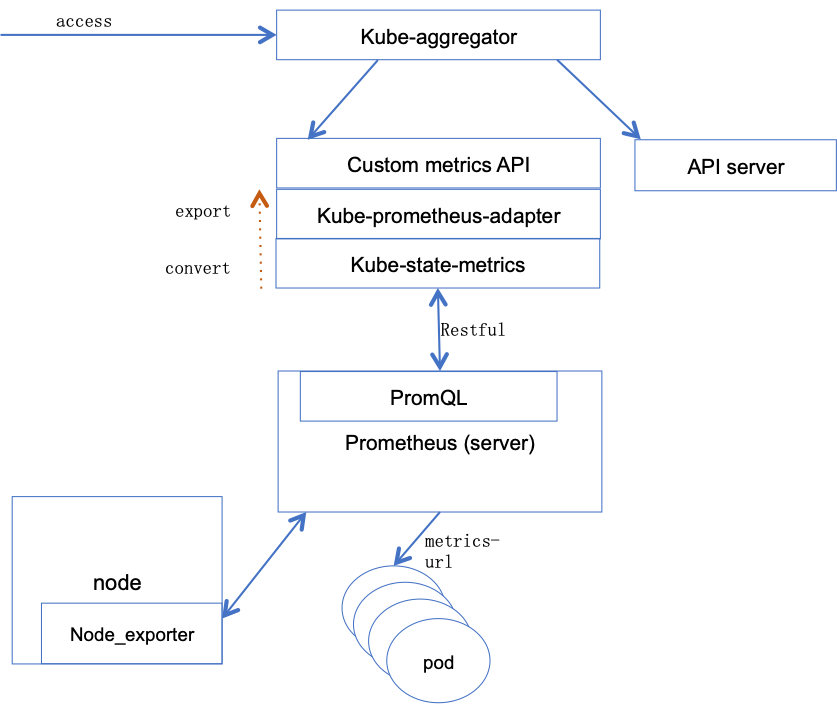 access
Kube-aggregator
Custom metrics API
API server
export
Kube-prometheus-adapter
convert
Kube-state-metrics
Restful
PromQL
Prometheus (server)
metrics-
url
node
Node_exporter
pod